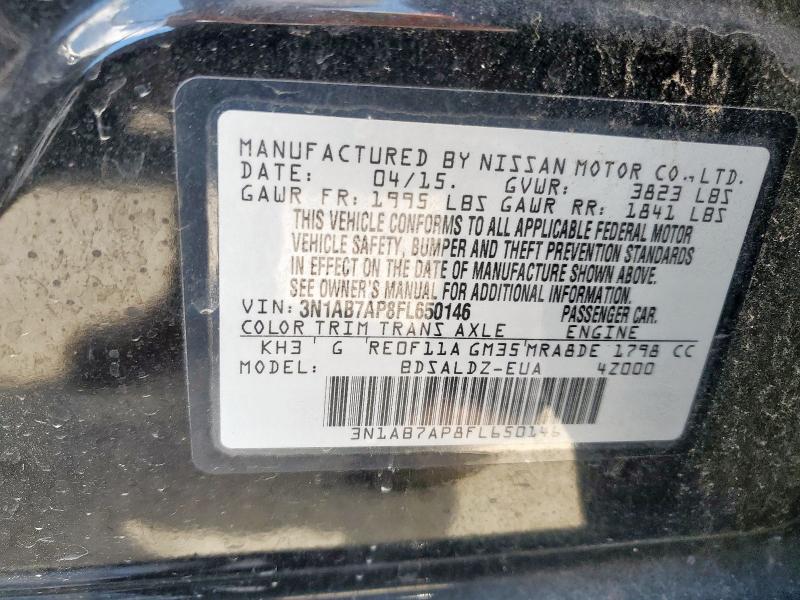 MANUFACTURED BY NISSAN MOTOR CO.,LTD.
DATE: 04/15. GVWR: 3823 LBS
GAWR FR: 1995 LBS GAWR RR: 1841 LBS
THIS VEHICLE CONFORMS TO ALL APPLICABLE FEDERAL MOTOR
VEHICLE SAFETY, BUMPER AND THEFT PREVENTION STANDARDS
IN EFFECT ON THE DATE OF MANUFACTURE SHOWN ABOVE.
SEE OWNER'S MANUAL FOR ADDITIONAL INFORMATION.
VIN: 3N1AB7AP8FL650146 PASSENGER CAR.
COLOR TRIM TRANS AXLE ENGINE
KH3 G RE0F11A GM35 MRA8DE 1798 CC
MODEL: BDSALDZ-EUA 4Z000
3N1AB7AP8FL650146